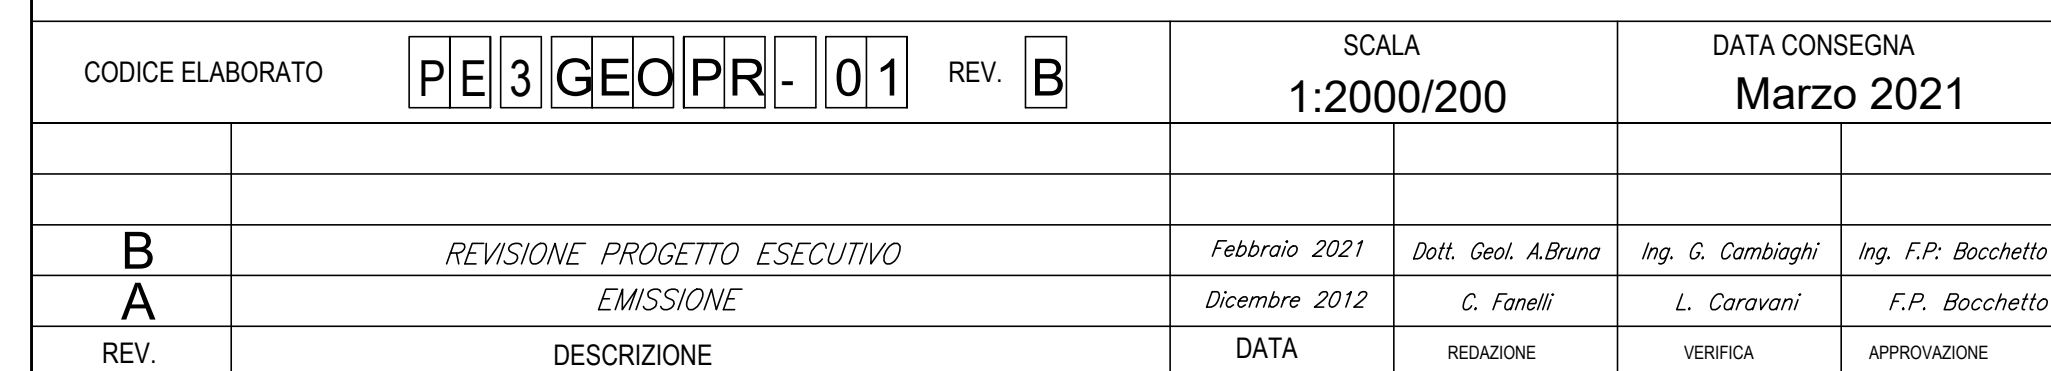 CODICE ELABORATO PE 3 GEO PR - 01 REV. B SCALA DATA CONSEGNA
1:2000/200 Marzo 2021
B REVISIONE PROGETTO ESECUTIVO Febbraio 2021 Dott. Geol. A.Bruna Ing. G. Cambiaghi Ing. F.P: Bocchetto
A EMISSIONE Dicembre 2012 C. Fanelli L. Caravani F.P. Bocchetto
REV. DESCRIZIONE DATA REDAZIONE VERIFICA APPROVAZIONE